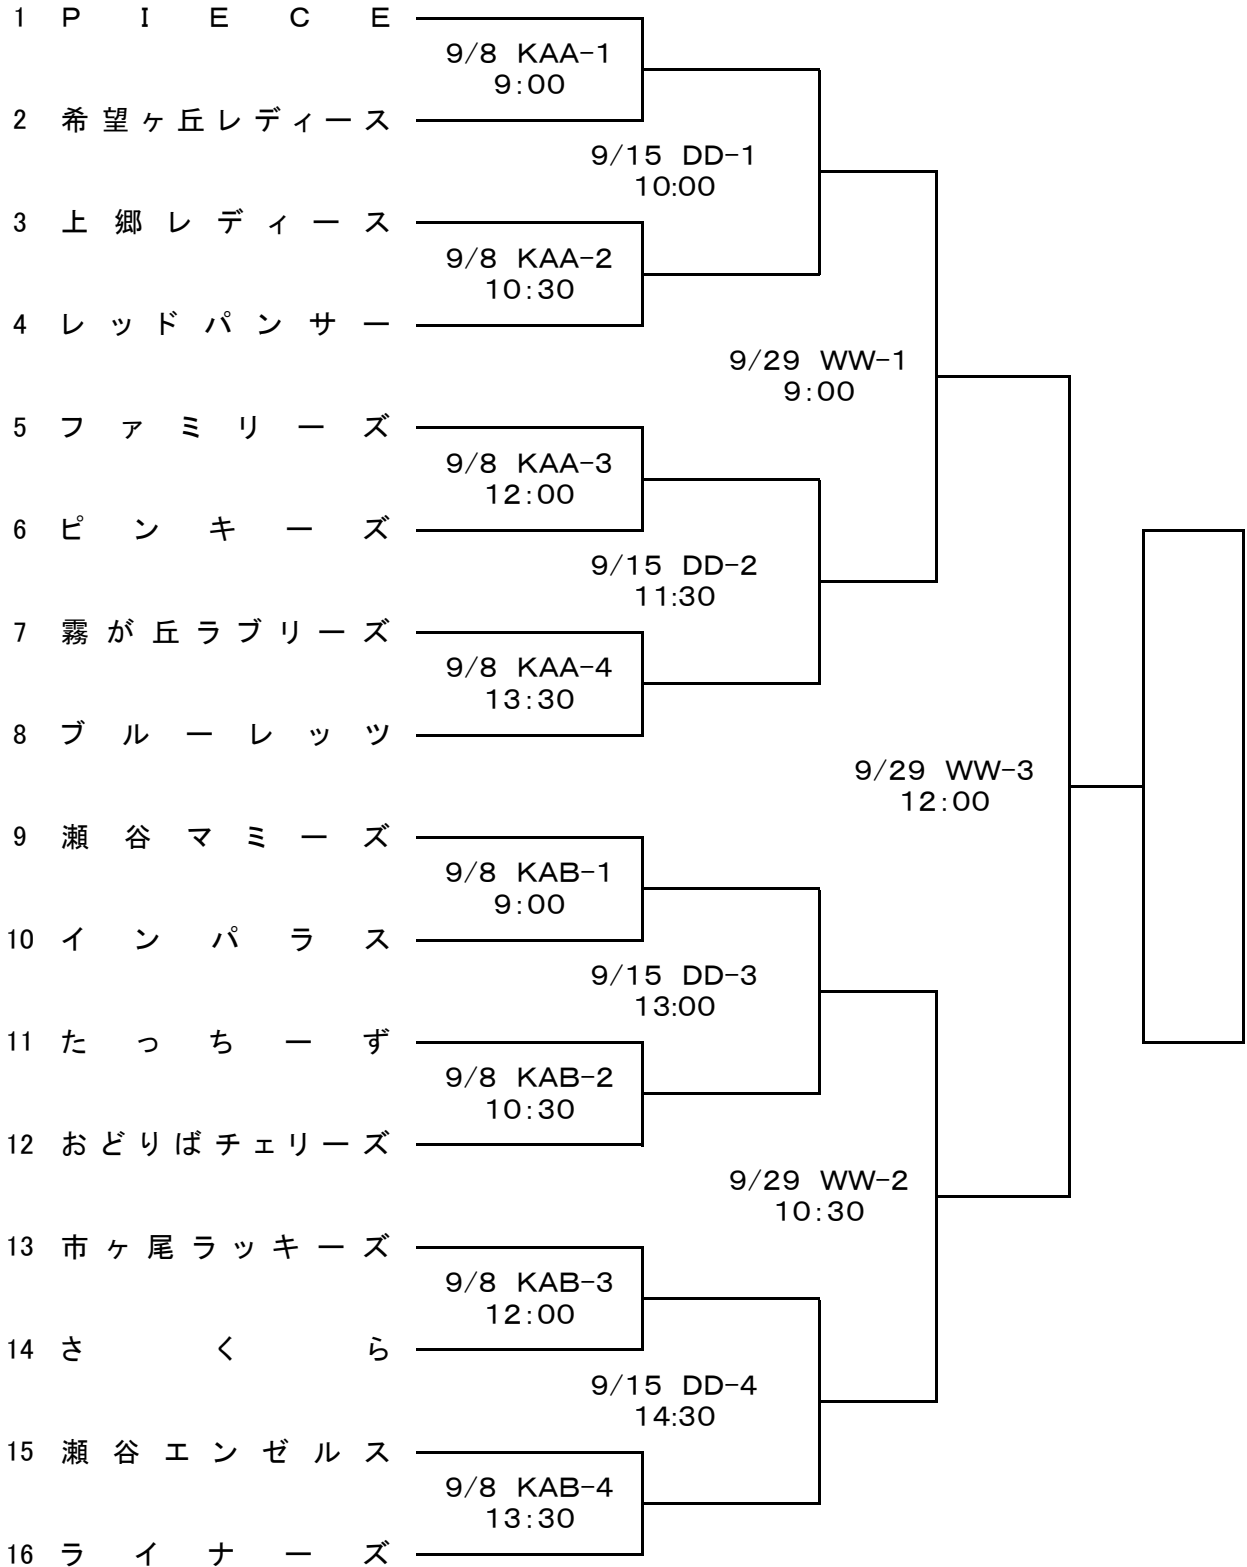 1 PIECE
9/8 KAA-1
9:00
2 希望ヶ丘レディース
9/15 DD-1
10:00
3 上郷レディース
9/8 KAA-2
10:30
4 レッドパンサー
9/29 WW-1
9:00
5 ファミリーズ
9/8 KAA-3
12:00
6 ピンキーズ
9/15 DD-2
11:30
7 霧が丘ラブリーズ
9/8 KAA-4
13:30
8 ブルーレッツ
9/29 WW-3
12:00
9 瀬谷マミーズ
9/8 KAB-1
9:00
10 インパラス
9/15 DD-3
13:00
11 たっちーず
9/8 KAB-2
10:30
12 おどりばチェリーズ
9/29 WW-2
10:30
13 市ヶ尾ラッキーズ
9/8 KAB-3
12:00
14 さくら
9/15 DD-4
14:30
15 瀬谷エンゼルス
9/8 KAB-4
13:30
16 ライナーズ